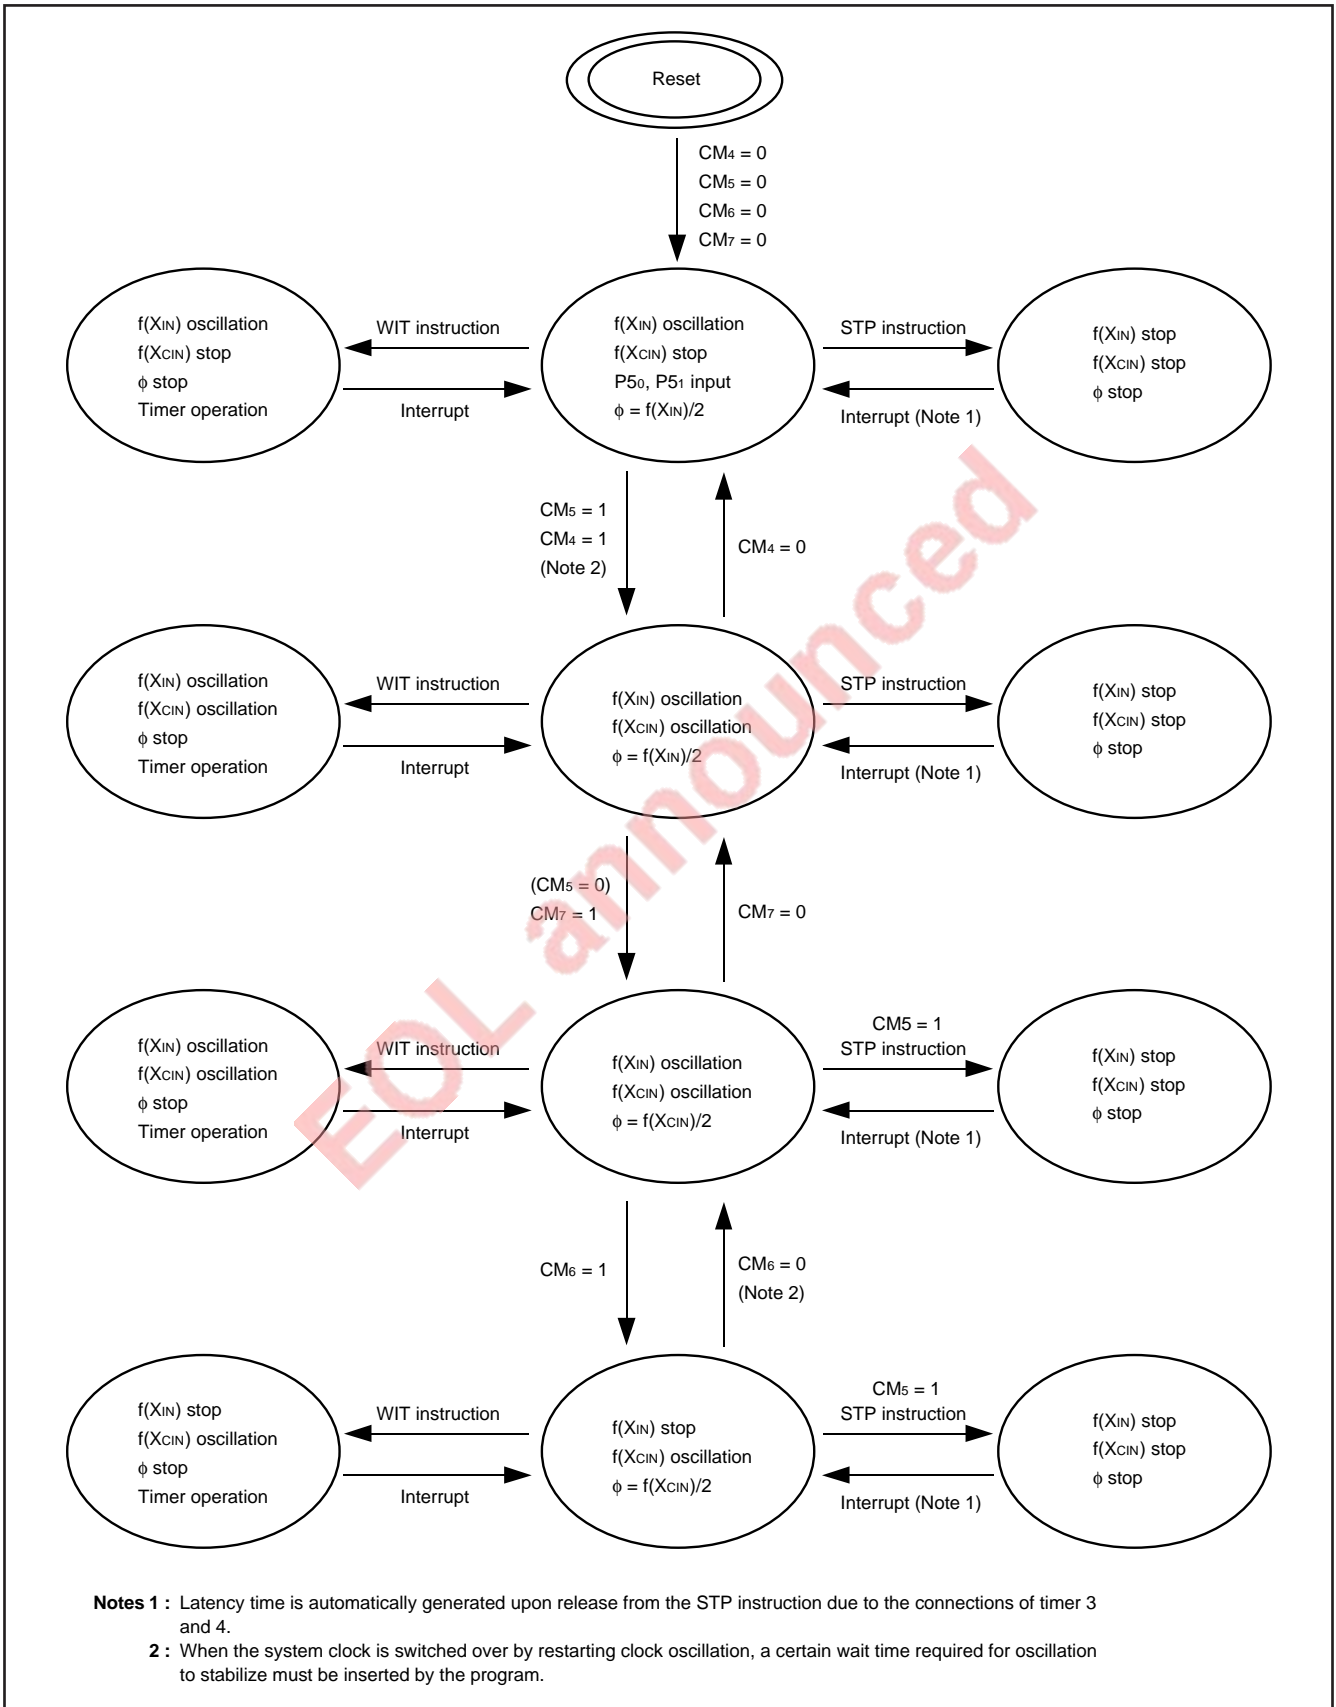 Reset
CM4 = 0
CM5 = 0
CM6 = 0
CM7 = 0
f(XIN) oscillation
f(XCIN) stop
φ stop
Timer operation
WIT instruction
Interrupt
f(XIN) oscillation
f(XCIN) stop
P50, P51 input
φ = f(XIN)/2
STP instruction
Interrupt (Note 1)
f(XIN) stop
f(XCIN) stop
φ stop
CM5 = 1
CM4 = 1
(Note 2)
CM4 = 0
f(XIN) oscillation
f(XCIN) oscillation
φ stop
Timer operation
WIT instruction
Interrupt
f(XIN) oscillation
f(XCIN) oscillation
φ = f(XIN)/2
STP instruction
Interrupt (Note 1)
f(XIN) stop
f(XCIN) stop
φ stop
(CM5 = 0)
CM7 = 1
CM7 = 0
f(XIN) oscillation
f(XCIN) oscillation
φ stop
Timer operation
WIT instruction
Interrupt
f(XIN) oscillation
f(XCIN) oscillation
φ = f(XCIN)/2
CM5 = 1
STP instruction
Interrupt (Note 1)
f(XIN) stop
f(XCIN) stop
φ stop
CM6 = 1
CM6 = 0
(Note 2)
f(XIN) stop
f(XCIN) oscillation
φ stop
Timer operation
WIT instruction
Interrupt
f(XIN) stop
f(XCIN) oscillation
φ = f(XCIN)/2
CM5 = 1
STP instruction
Interrupt (Note 1)
f(XIN) stop
f(XCIN) stop
φ stop
EOL announced
Notes 1 : Latency time is automatically generated upon release from the STP instruction due to the connections of timer 3
and 4.
2 : When the system clock is switched over by restarting clock oscillation, a certain wait time required for oscillation
to stabilize must be inserted by the program.